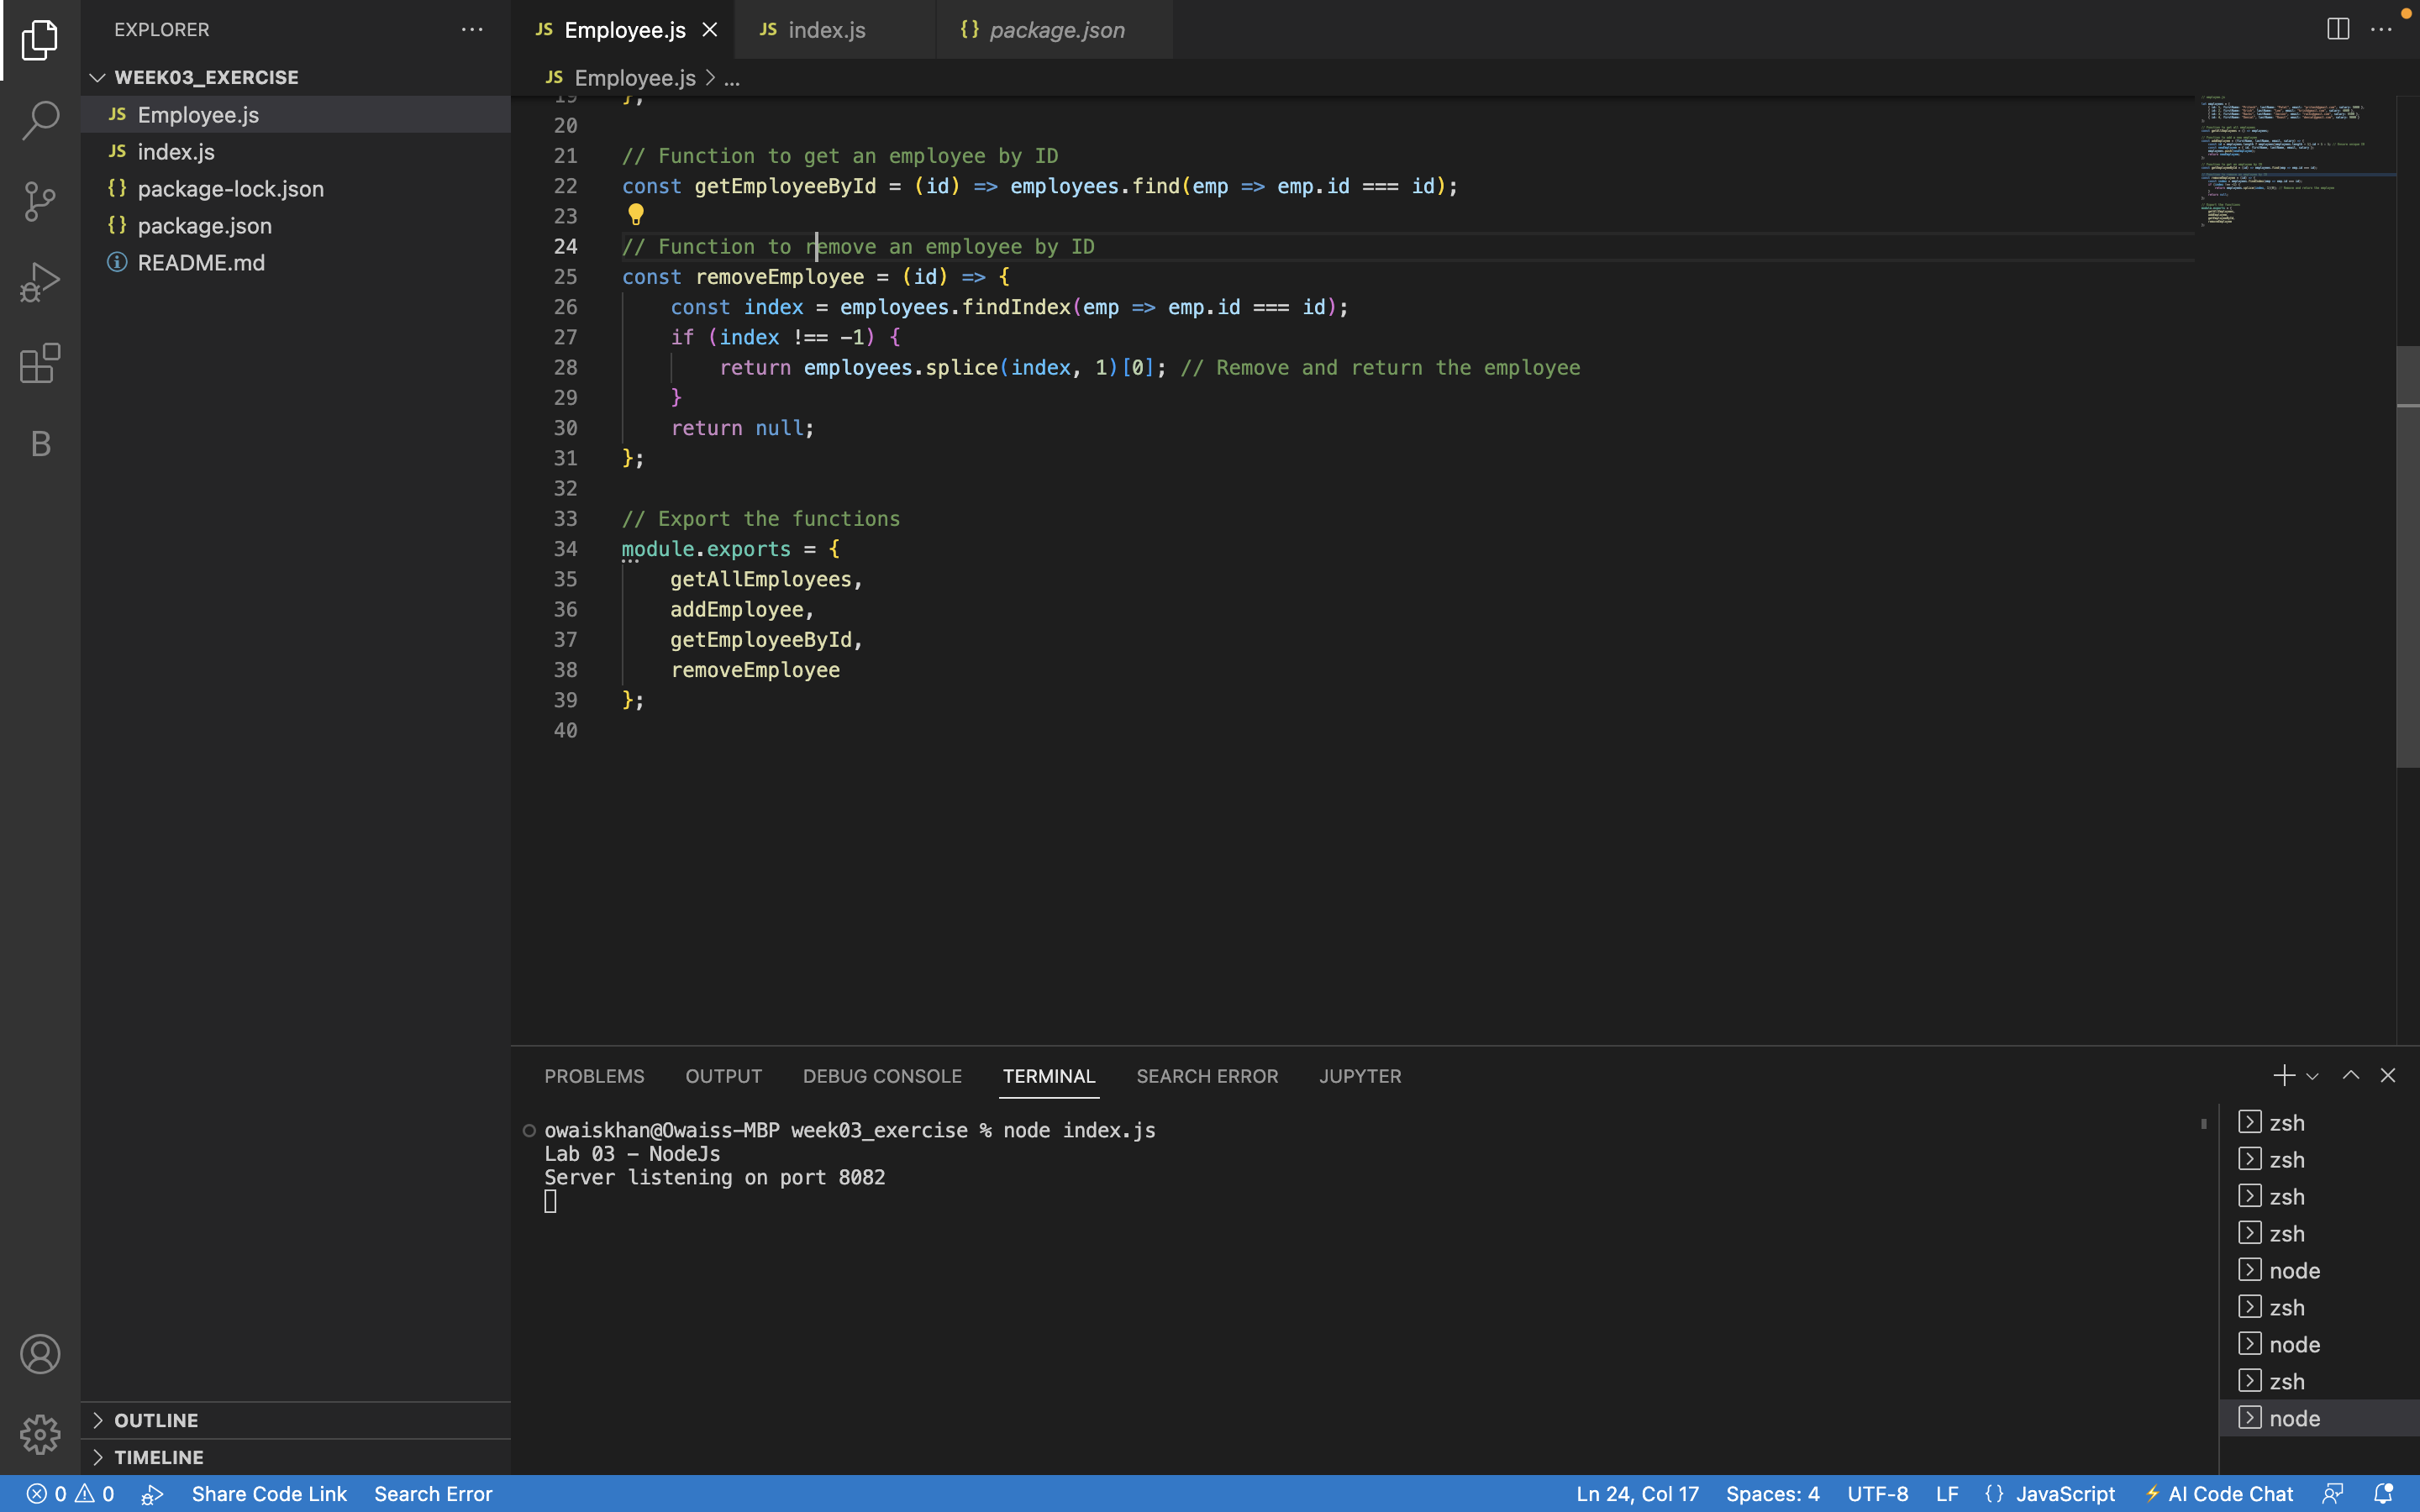 EXPLORER
WEEK03_EXERCISE
JS Employee.js
JS index.js
{} package-lock.json
{} package.json
README.md
OUTLINE
TIMELINE
JS Employee.js
JS index.js
{} package.json
JS Employee.js > ...
19 };
20
21 // Function to get an employee by ID
22 const getEmployeeById = (id) => employees.find(emp => emp.id === id);
23
24 // Function to remove an employee by ID
25 const removeEmployee = (id) => {
26 const index = employees.findIndex(emp => emp.id === id);
27 if (index !== -1) {
28 return employees.splice(index, 1)[0]; // Remove and return the employee
29 }
30 return null;
31 };
32
33 // Export the functions
34 module.exports = {
35 getAllEmployees,
36 addEmployee,
37 getEmployeeById,
38 removeEmployee
39 };
40
PROBLEMS OUTPUT DEBUG CONSOLE TERMINAL SEARCH ERROR JUPYTER
owaiskhan@Owaiss-MBP week03_exercise % node index.js
Lab 03 - NodeJs
Server listening on port 8082
zsh
zsh
zsh
zsh
node
zsh
node
zsh
node
B
0 0 Share Code Link Search Error Ln 24, Col 17 Spaces: 4 UTF-8 LF {} JavaScript AI Code Chat